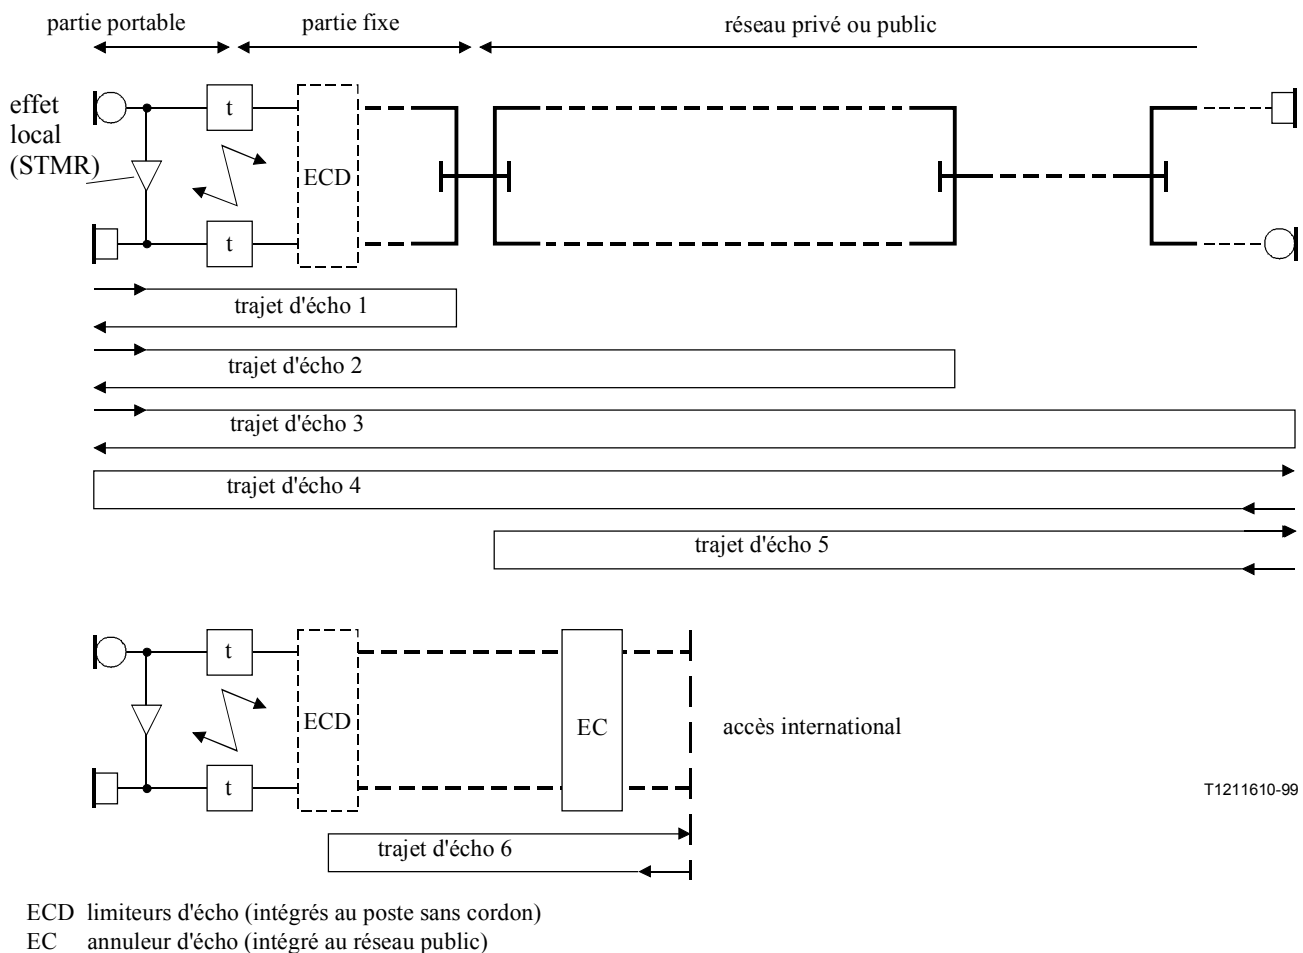 partie portable
partie fixe
réseau privé ou public
effet
local
(STMR)
t
ECD
t
trajet d'écho 1
trajet d'écho 2
trajet d'écho 3
trajet d'écho 4
trajet d'écho 5
t
ECD
EC
accès international
t
T1211610-99
trajet d'écho 6
ECD limiteurs d'écho (intégrés au poste sans cordon)
EC annuleur d'écho (intégré au réseau public)